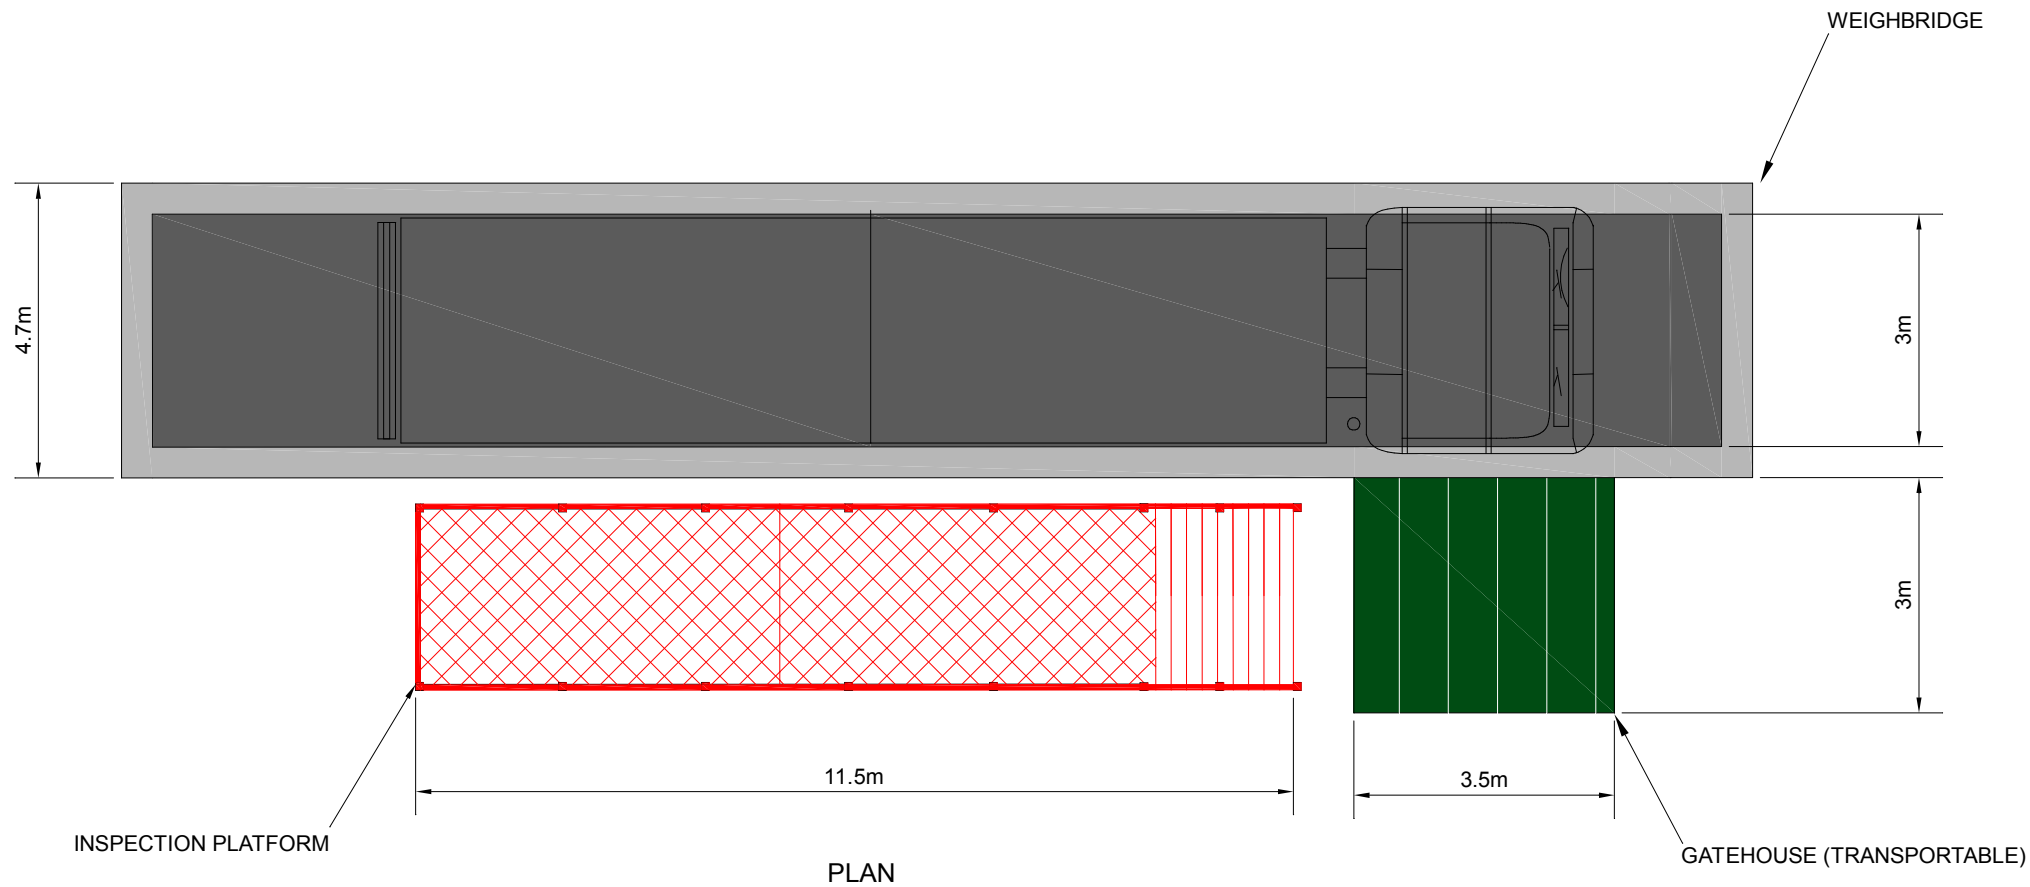 WEIGHBRIDGE
4.7m
3m
3m
11.5m
3.5m
INSPECTION PLATFORM
GATEHOUSE (TRANSPORTABLE)
PLAN